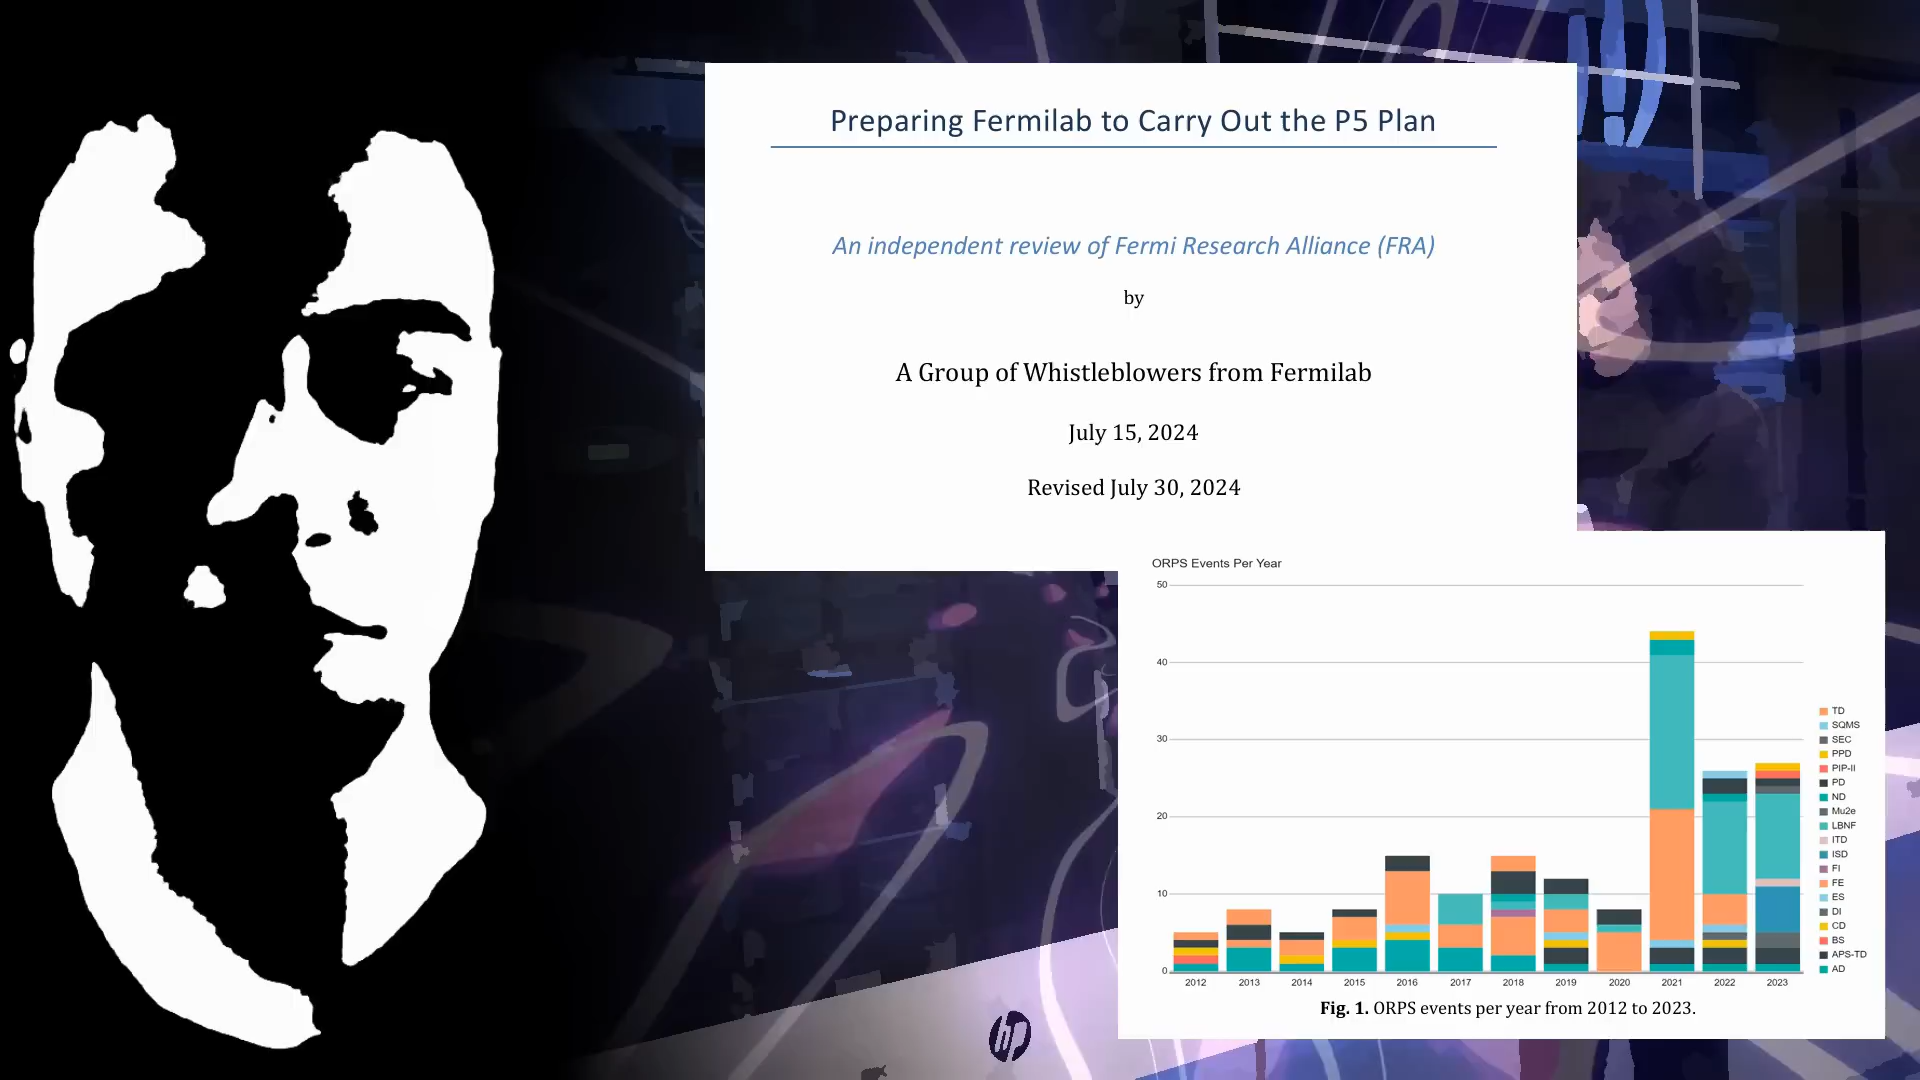 Preparing Fermilab to Carry Out the P5 Plan
An independent review of Fermi Research Alliance (FRA)
by
A Group of Whistleblowers from Fermilab
July 15, 2024
Revised July 30, 2024
ORPS Events Per Year
50
40
30
20
10
0
2012 2013 2014 2015 2016 2017 2018 2019 2020 2021 2022 2023
TD
SQMS
SEC
PPD
PIP-II
PD
ND
Mu2e
LBNF
ITD
ISD
FI
FE
ES
DI
CD
BS
APS-TD
AD
Fig. 1. ORPS events per year from 2012 to 2023.
hp